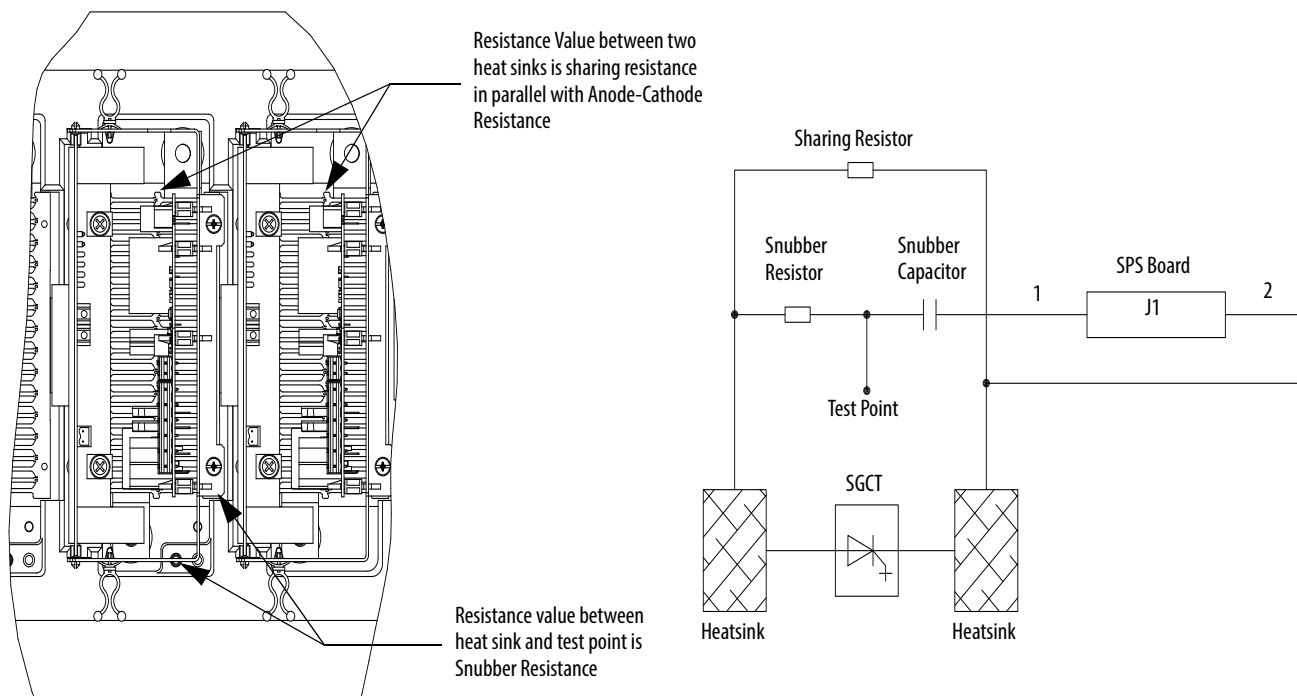 Resistance Value between two
heat sinks is sharing resistance
in parallel with Anode-Cathode
Resistance
Resistance value between
heat sink and test point is
Snubber Resistance
Sharing Resistor
Snubber
Resistor
Snubber
Capacitor
1
SPS Board
J1
2
Test Point
SGCT
Heatsink
Heatsink